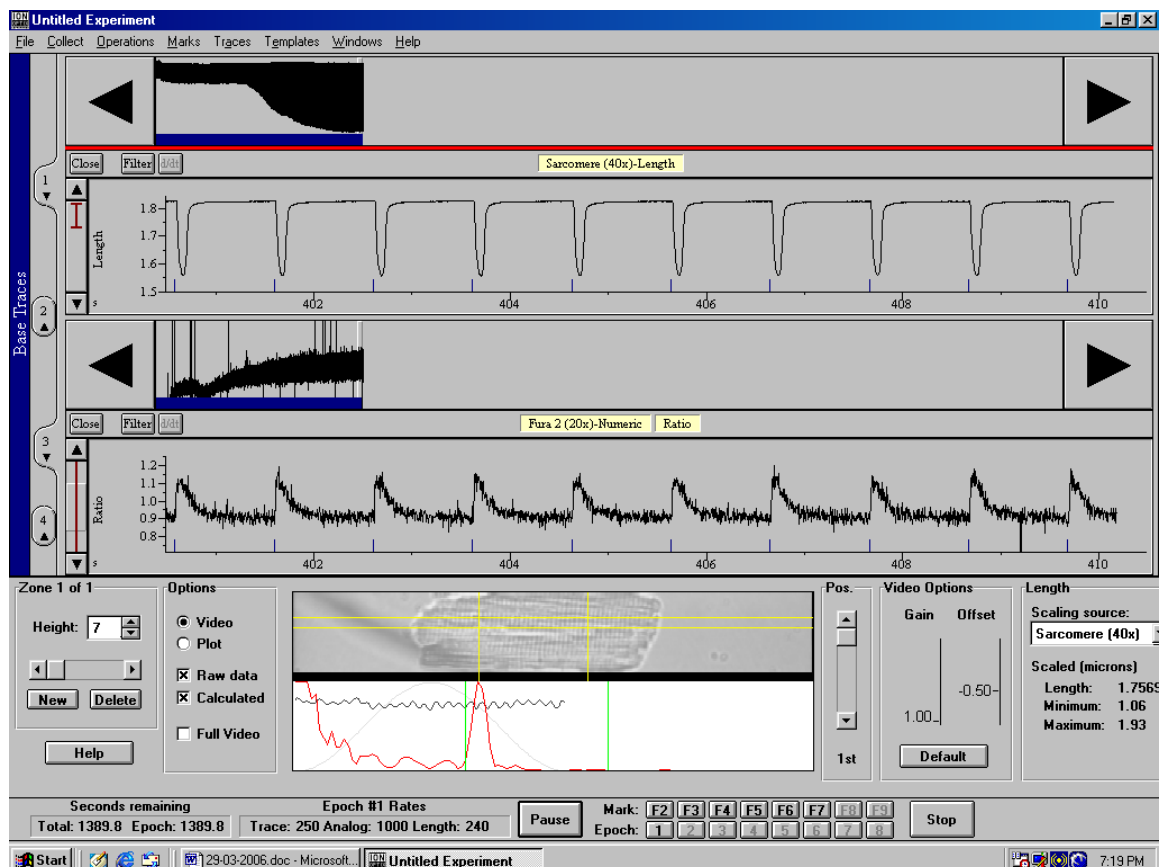 ION Untitled Experiment
File Collect Operations Marks Traces Templates Windows Help
Base Traces
1
2
3
4
Close Filter d/dt Sarcomere (40x)-Length
Length
1.8
1.7
1.6
1.5
s 402 404 406 408 410
Close Filter d/dt Fura 2 (20x)-Numeric Ratio
Ratio
1.2
1.1
1.0
0.9
0.8
s 402 404 406 408 410
Zone 1 of 1
Height: 7
New Delete
Help
Options
Video
Plot
Raw data
Calculated
Full Video
Pos.
1st
Video Options
Gain Offset
-0.50
1.00
Default
Length
Scaling source:
Sarcomere (40x)
Scaled (microns)
Length: 1.7569
Minimum: 1.06
Maximum: 1.93
Seconds remaining
Total: 1389.8 Epoch: 1389.8
Epoch #1 Rates
Trace: 250 Analog: 1000 Length: 240
Pause
Mark: F2 F3 F4 F5 F6 F7 F8 F9
Epoch: 1 2 3 4 5 6 7 8
Stop
Start 29-03-2006.doc - Microsoft... ION Untitled Experiment 7:19 PM